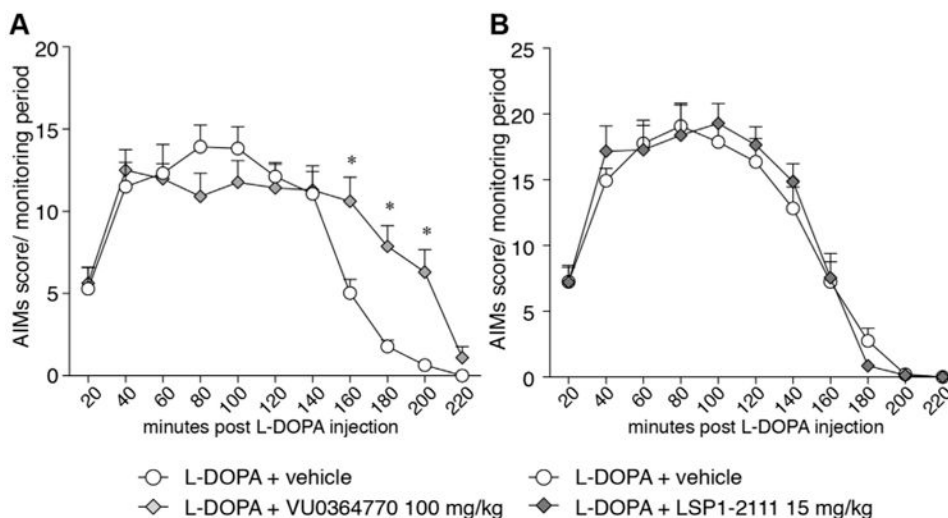 A
B
20
15
10
5
0
AIMs score/ monitoring period
20 40 60 80 100 120 140 160 180 200 220
minutes post L-DOPA injection
* * *
25
20
15
10
5
0
AIMs score/ monitoring period
20 40 60 80 100 120 140 160 180 200 220
minutes post L-DOPA injection
L-DOPA + vehicle
L-DOPA + VU0364770 100 mg/kg
L-DOPA + vehicle
L-DOPA + LSP1-2111 15 mg/kg